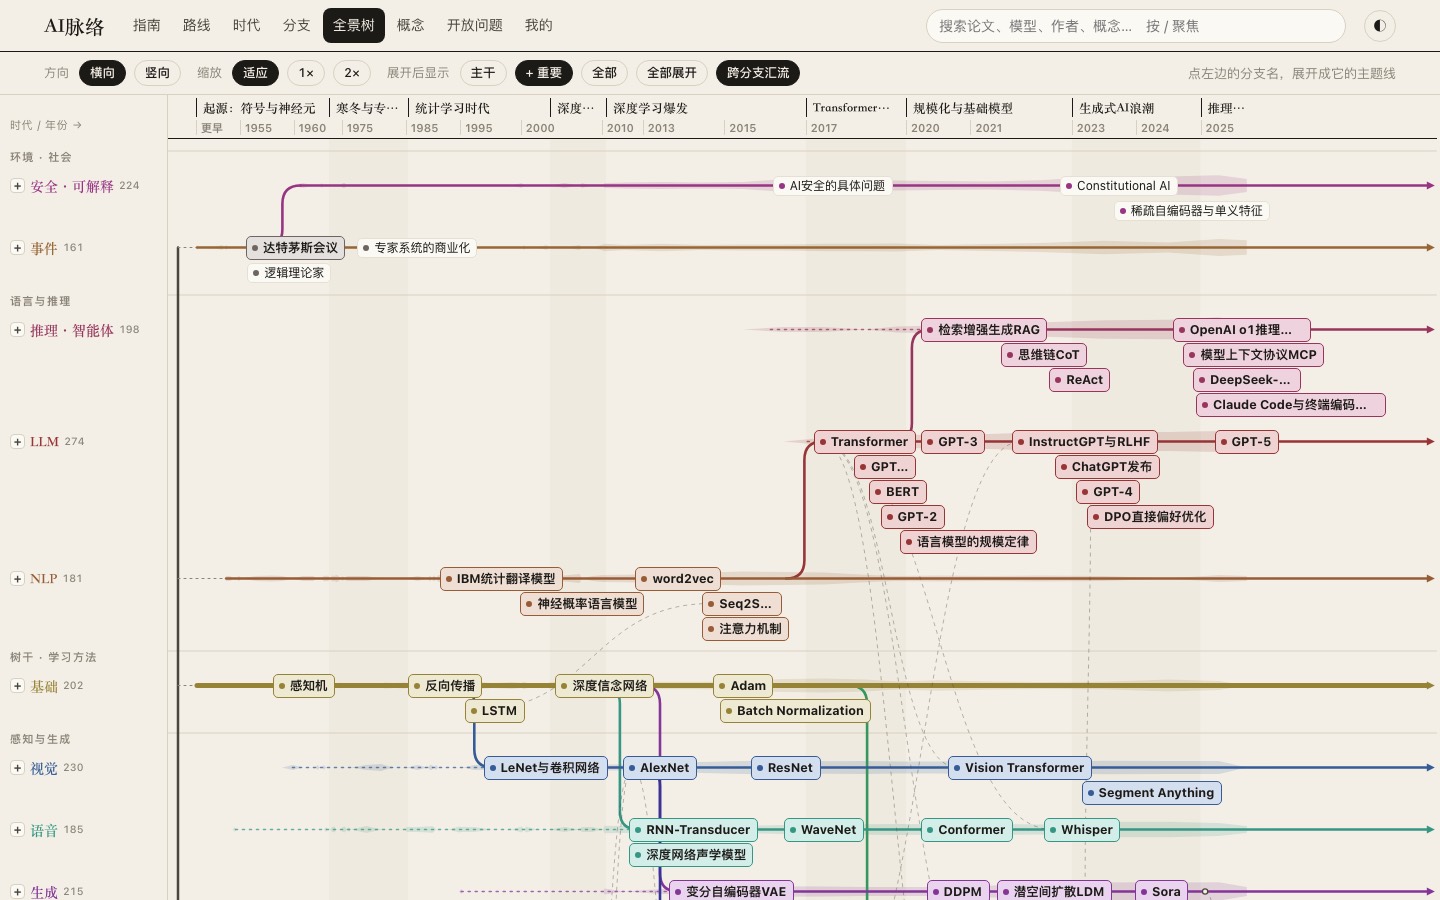 AI脉络 指南 路线 时代 分支 全景树 概念 开放问题 我的 搜索论文、模型、作者、概念… 按 / 聚焦
方向 横向 竖向 缩放 适应 1× 2× 展开后显示 主干 + 重要 全部 全部展开 跨分支汇流 点左边的分支名，展开成它的主题线
起源：符号与神经元 寒冬与专… 统计学习时代 深度… 深度学习爆发 Transformer… 规模化与基础模型 生成式AI浪潮 推理…
时代 / 年份 → 更早 1955 1960 1975 1985 1995 2000 2010 2013 2015 2017 2020 2021 2023 2024 2025
环境 · 社会
+ 安全 · 可解释 224 AI安全的具体问题 Constitutional AI
稀疏自编码器与单义特征
+ 事件 161 达特茅斯会议 专家系统的商业化
逻辑理论家
语言与推理
+ 推理 · 智能体 198 检索增强生成RAG OpenAI o1推理…
思维链CoT 模型上下文协议MCP
ReAct DeepSeek-…
Claude Code与终端编码…
+ LLM 274 Transformer GPT-3 InstructGPT与RLHF GPT-5
GPT… ChatGPT发布
BERT GPT-4
GPT-2 DPO直接偏好优化
语言模型的规模定律
+ NLP 181 IBM统计翻译模型 word2vec
神经概率语言模型 Seq2S…
注意力机制
树干 · 学习方法
+ 基础 202 感知机 反向传播 深度信念网络 Adam
LSTM Batch Normalization
感知与生成
+ 视觉 230 LeNet与卷积网络 AlexNet ResNet Vision Transformer
Segment Anything
+ 语音 185 RNN-Transducer WaveNet Conformer Whisper
深度网络声学模型
+ 生成 215 变分自编码器VAE DDPM 潜空间扩散LDM Sora